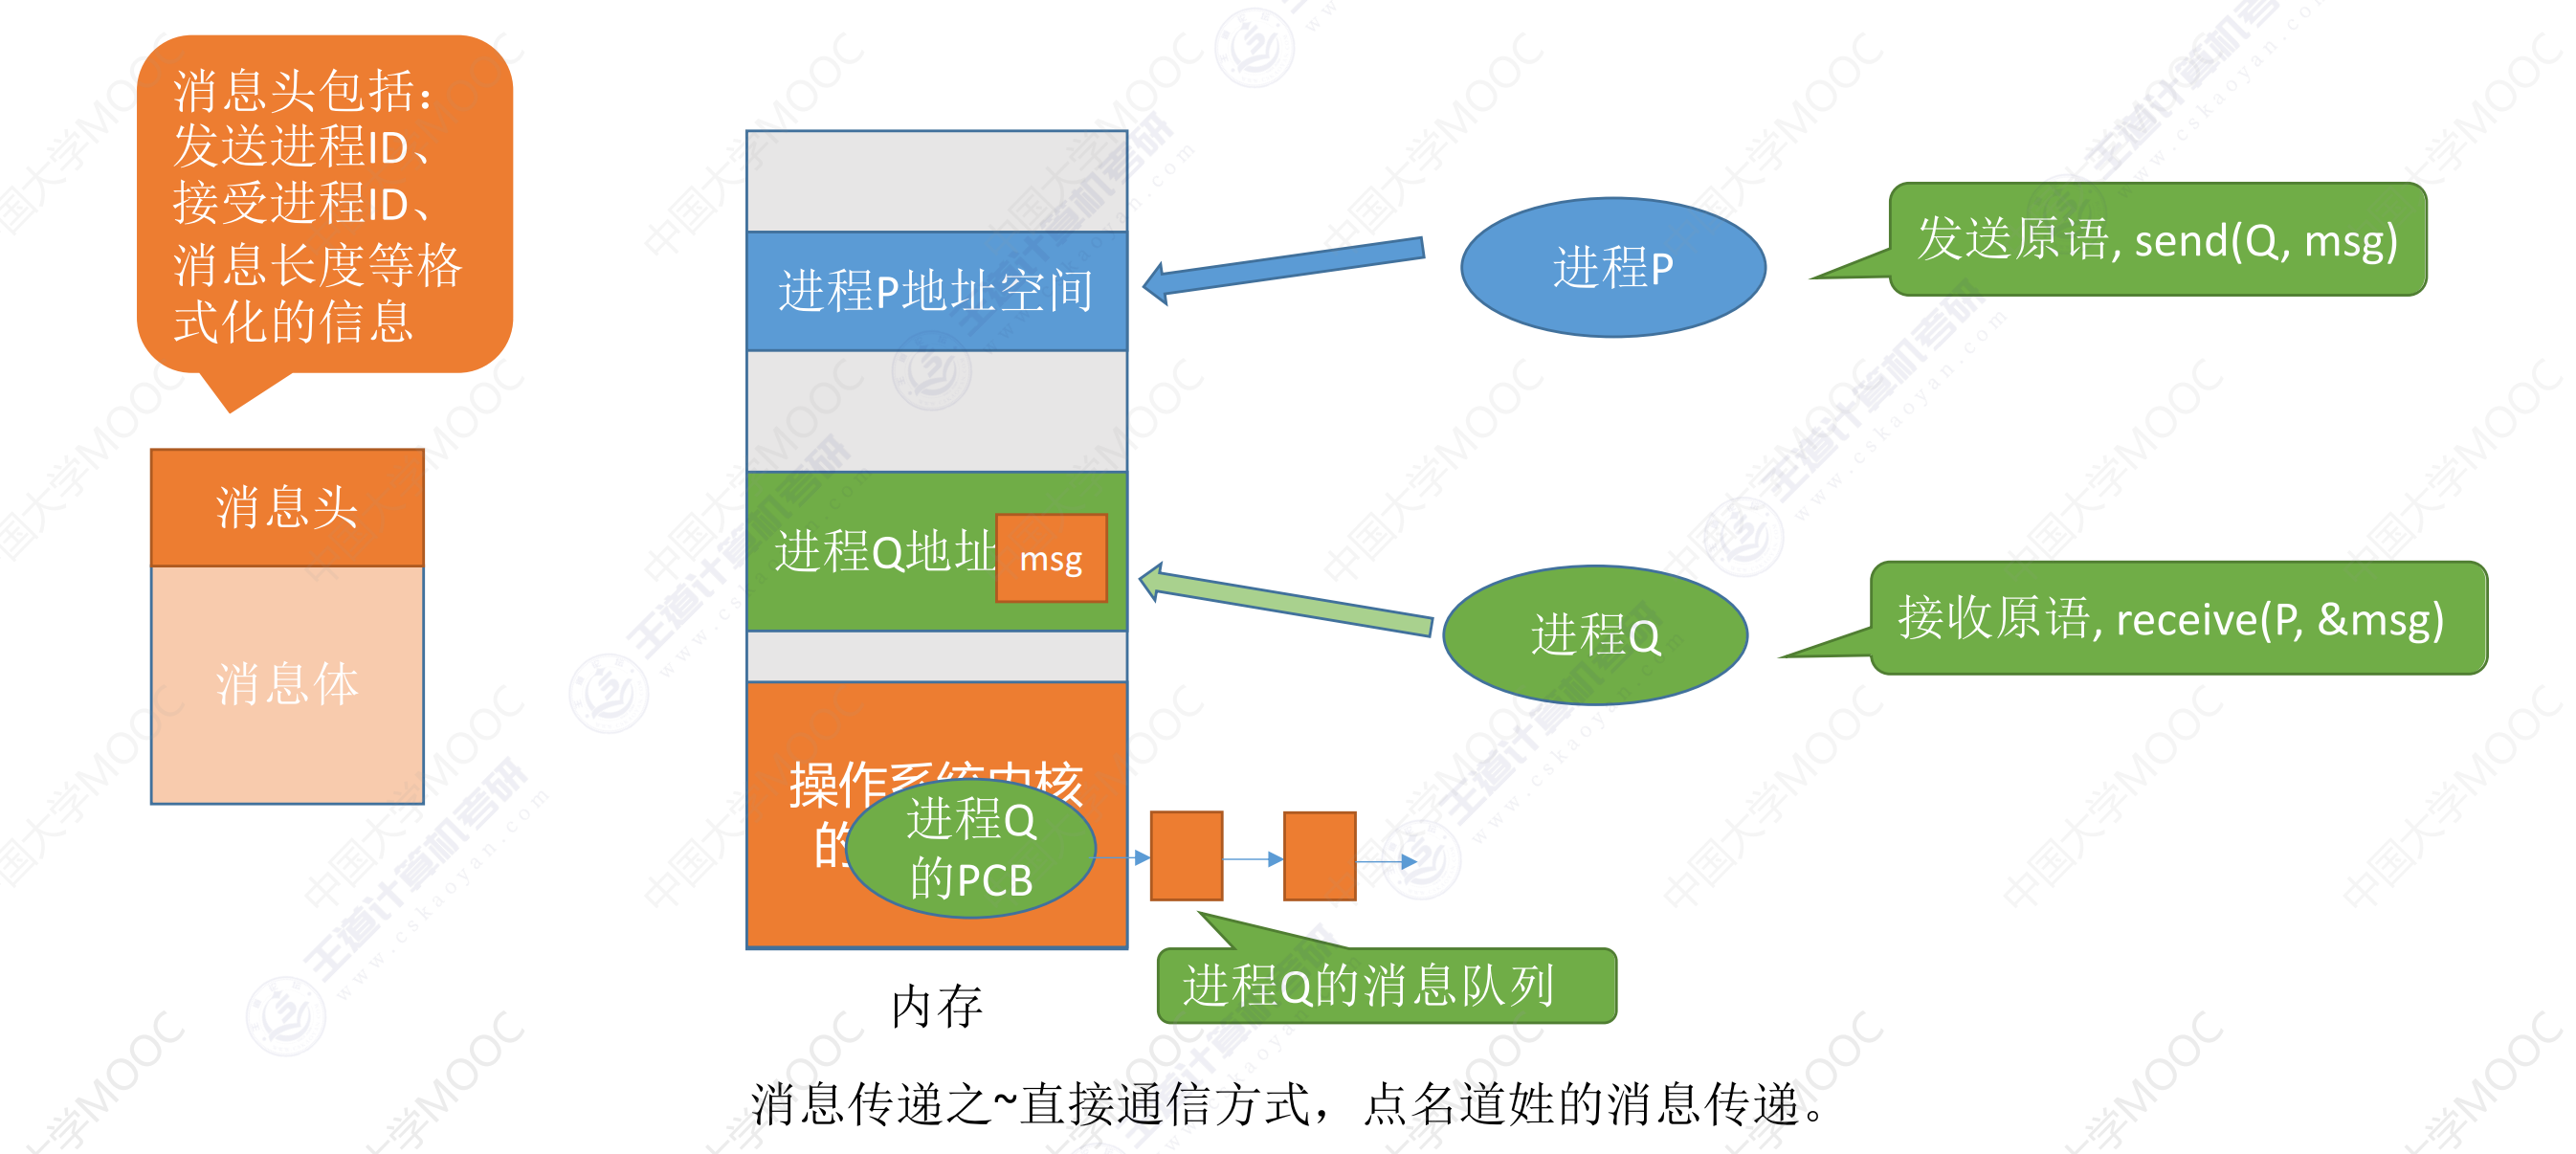 消息头包括：
发送进程ID、
接受进程ID、
消息长度等格
式化的信息
消息头
消息体
进程P地址空间
进程Q地址
msg
操作系统内核
的
进程Q
的PCB
内存
进程P
发送原语, send(Q, msg)
进程Q
接收原语, receive(P, &msg)
进程Q的消息队列
消息传递之~直接通信方式，点名道姓的消息传递。
中国大学MOOC
王道计算机考研
www.cskaoyan.com